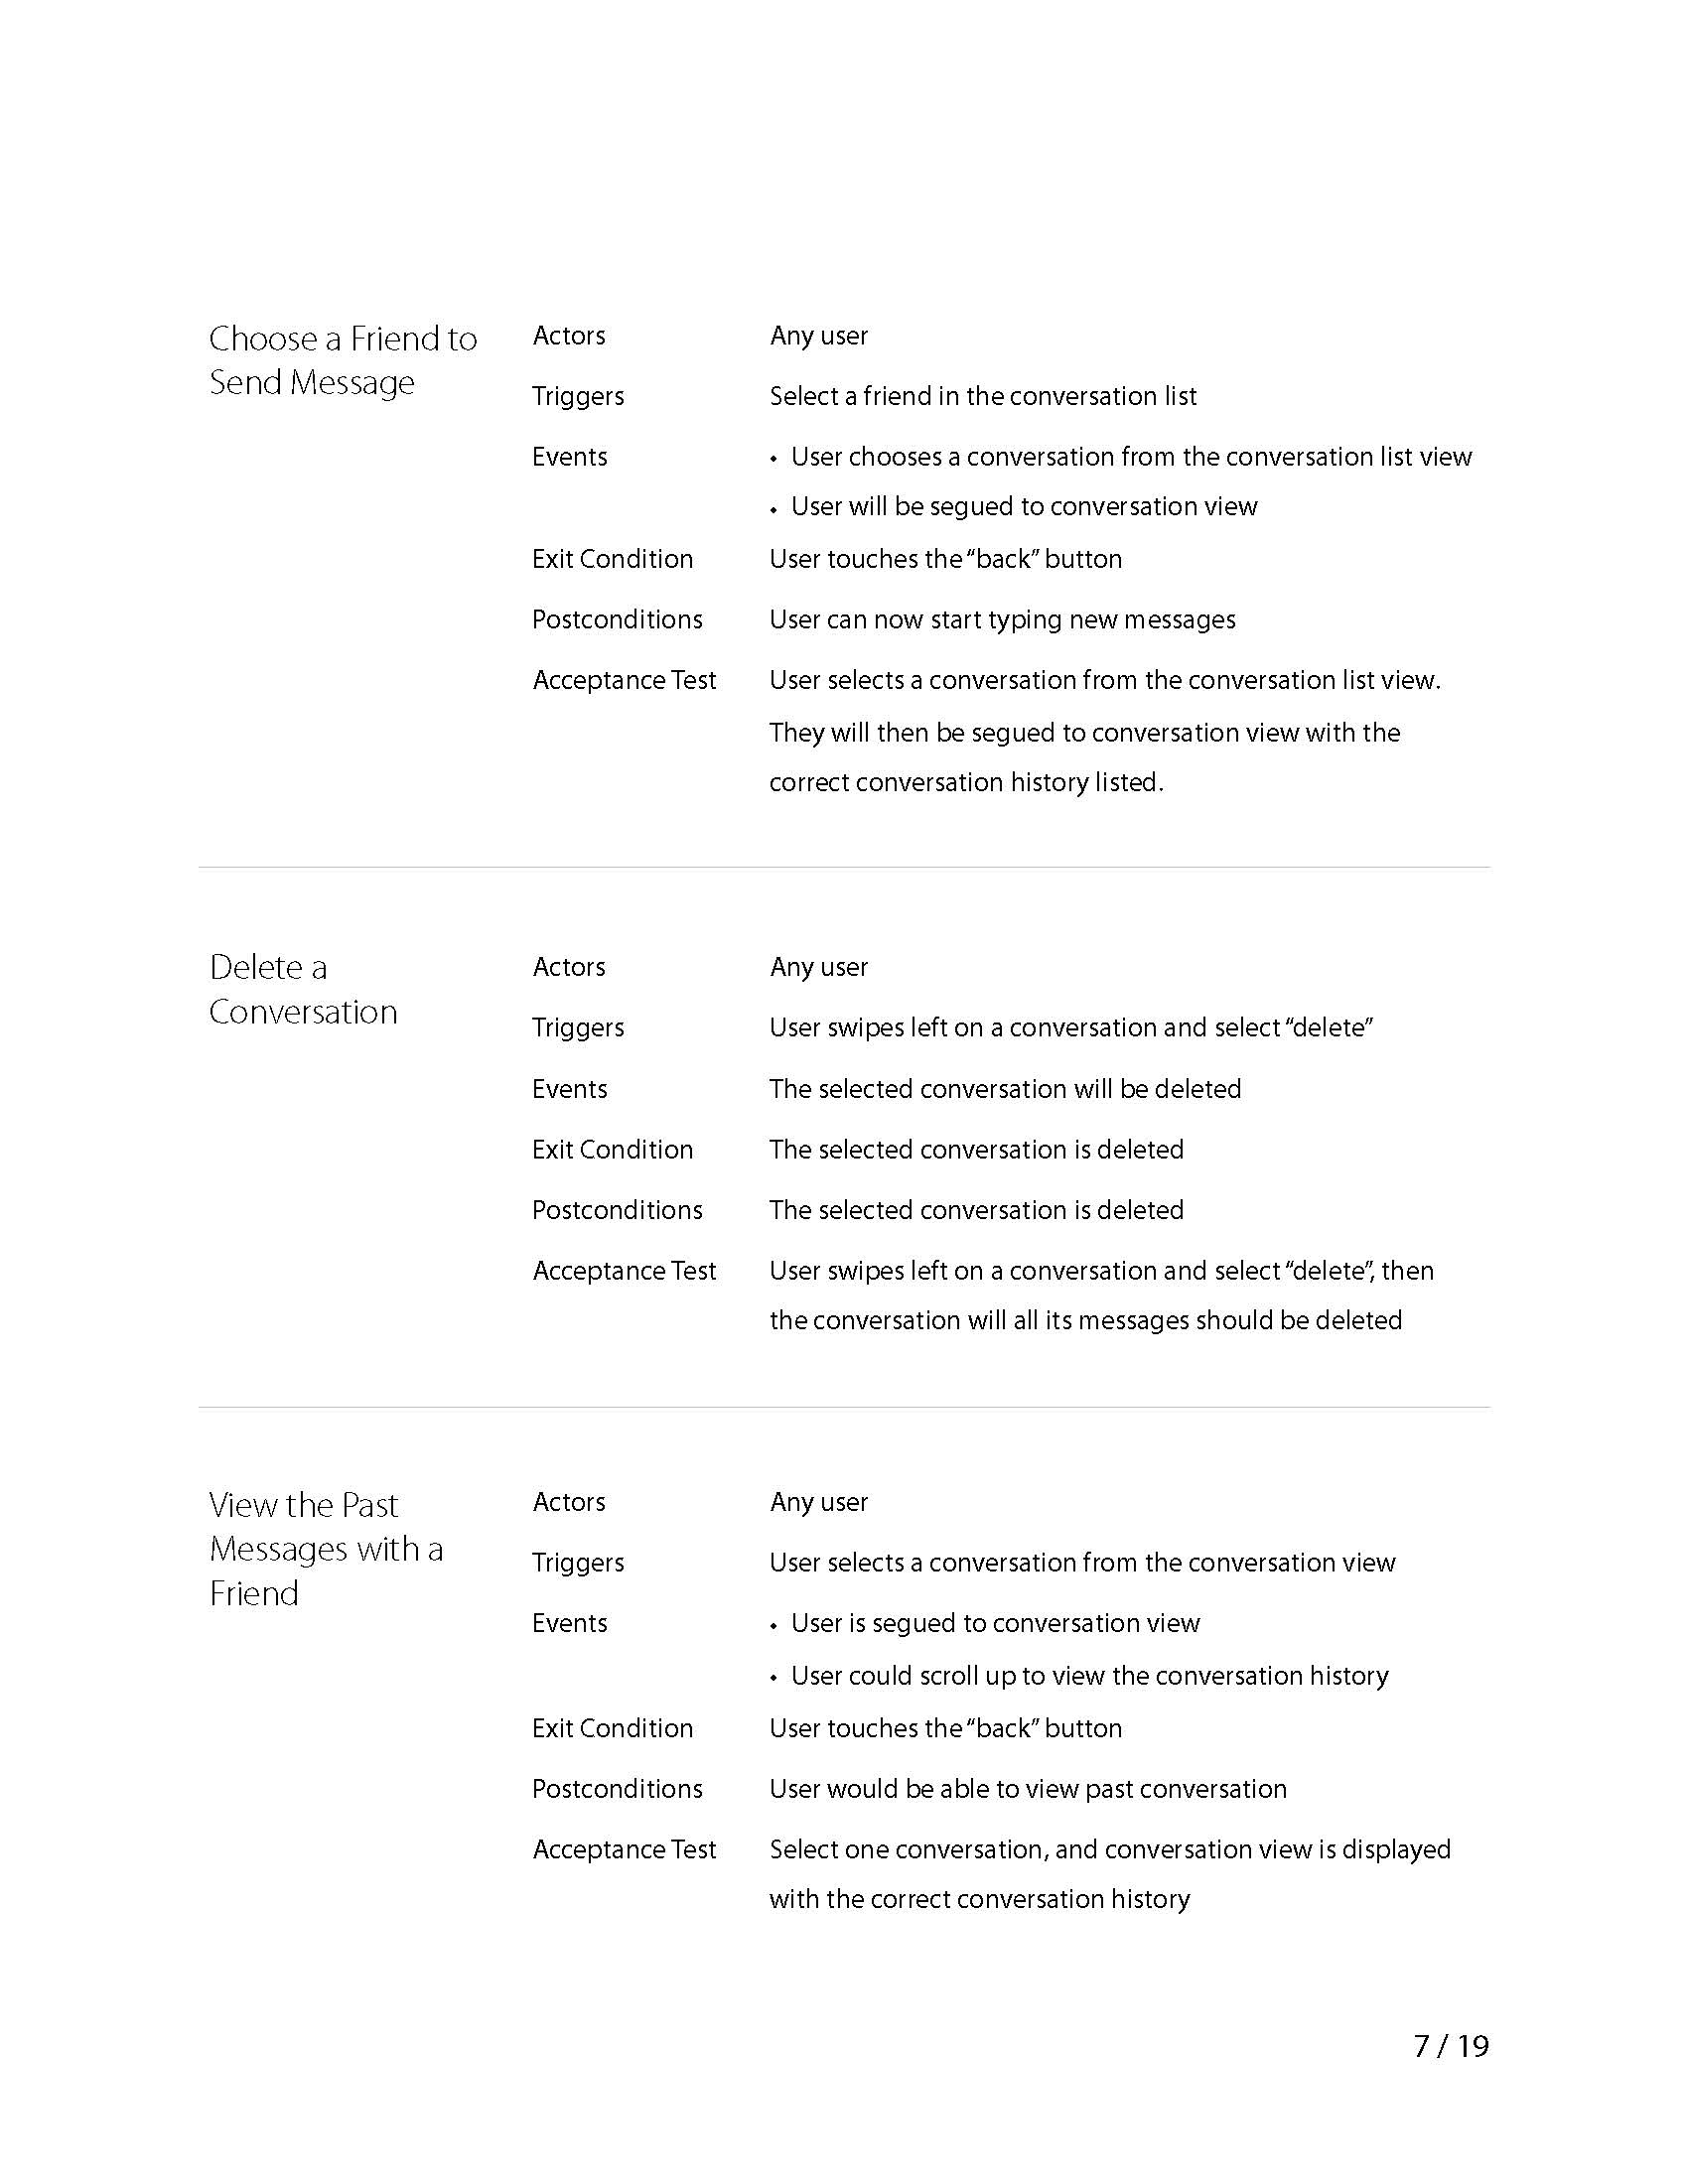 Choose a Friend to
Send Message
Actors Any user
Triggers Select a friend in the conversation list
Events • User chooses a conversation from the conversation list view
• User will be segued to conversation view
Exit Condition User touches the “back” button
Postconditions User can now start typing new messages
Acceptance Test User selects a conversation from the conversation list view.
They will then be segued to conversation view with the
correct conversation history listed.
Delete a
Conversation
Actors Any user
Triggers User swipes left on a conversation and select “delete”
Events The selected conversation will be deleted
Exit Condition The selected conversation is deleted
Postconditions The selected conversation is deleted
Acceptance Test User swipes left on a conversation and select “delete”, then
the conversation will all its messages should be deleted
View the Past
Messages with a
Friend
Actors Any user
Triggers User selects a conversation from the conversation view
Events • User is segued to conversation view
• User could scroll up to view the conversation history
Exit Condition User touches the “back” button
Postconditions User would be able to view past conversation
Acceptance Test Select one conversation, and conversation view is displayed
with the correct conversation history
7 / 19